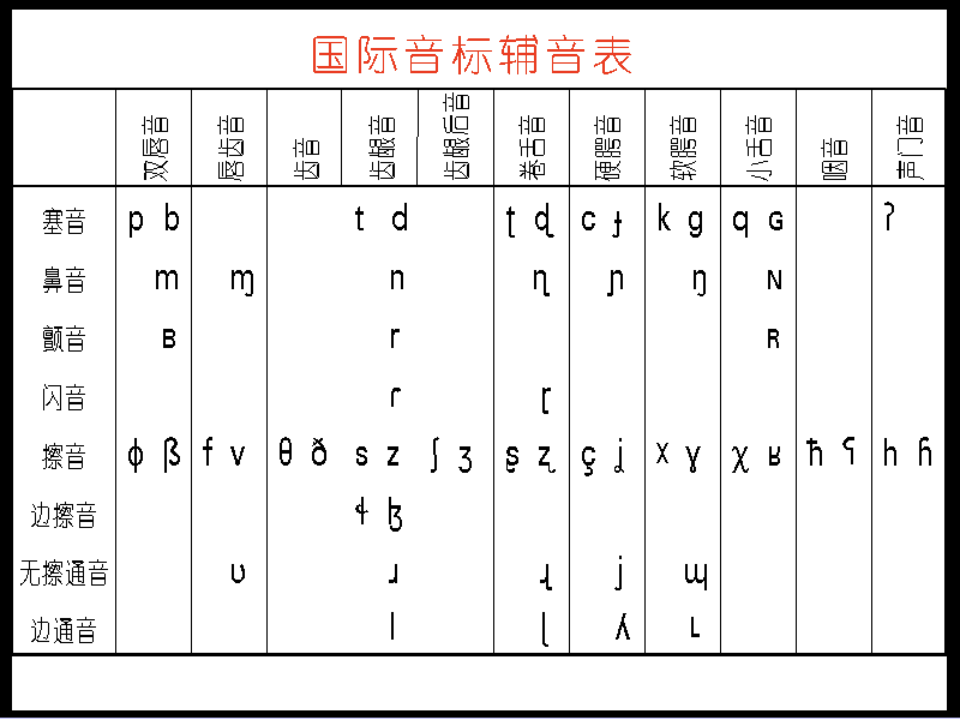 国际音标辅音表
双唇音 唇齿音 齿音 齿龈音 齿龈后音 卷舌音 硬腭音 软腭音 小舌音 咽音 声门音
塞音 p b t d ʈ ɖ c ɟ k g q ɢ ʔ
鼻音 m ɱ n ɳ ɲ ŋ ɴ
颤音 ʙ r ʀ
闪音 ɾ ɽ
擦音 ɸ ß f v θ ð s z ʃ ʒ ʂ ʐ ç ʝ x ɣ χ ʁ ħ ʕ h ɦ
边擦音 ɬ ɮ
无擦通音 ʋ ɹ ɻ j ɰ
边通音 l ɭ ʎ ʟ